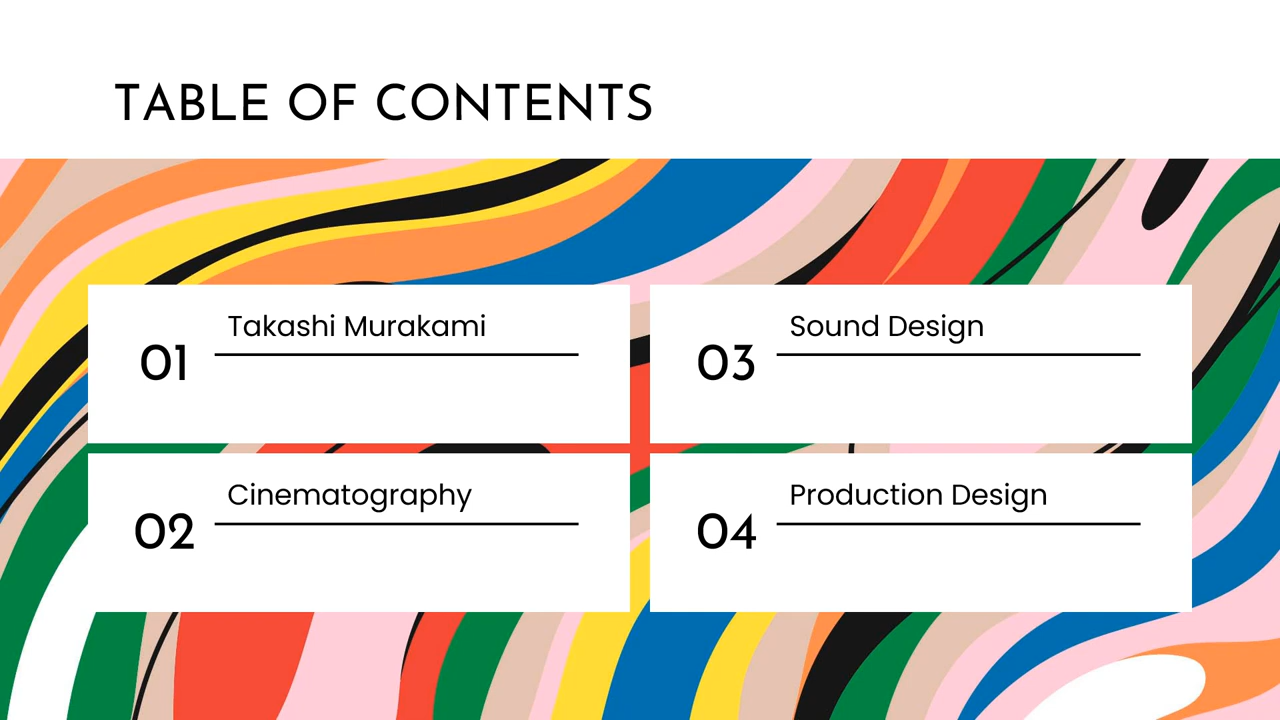 TABLE OF CONTENTS
01
Takashi Murakami
02
Cinematography
03
Sound Design
04
Production Design